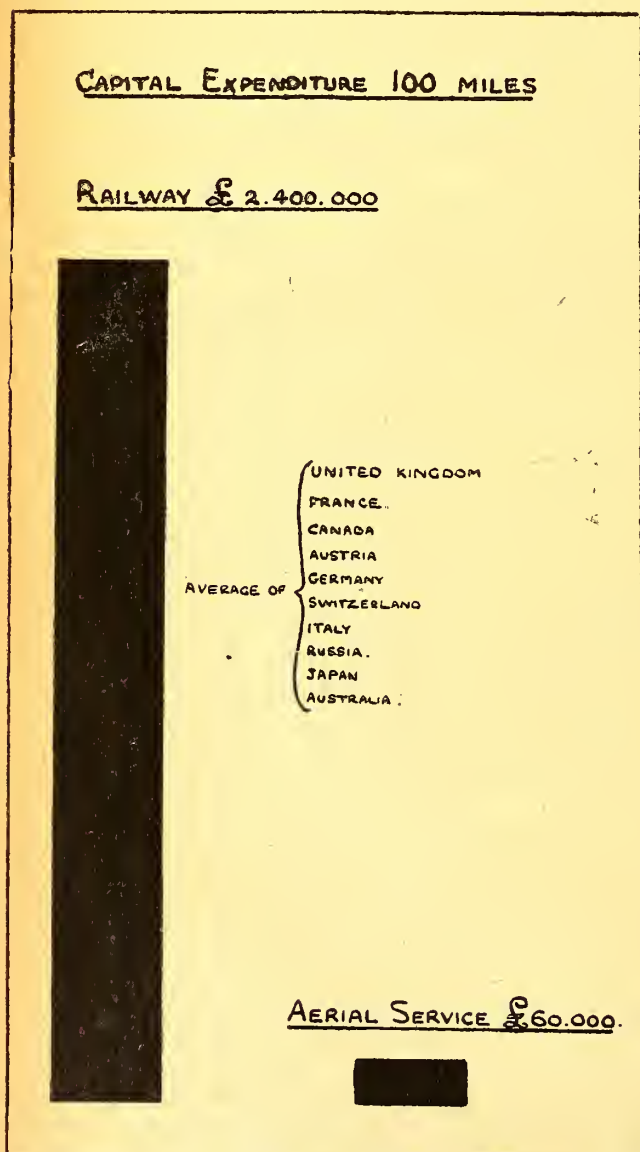 CAPITAL EXPENDITURE 100 MILES
RAILWAY £ 2.400.000
AVERAGE OF
UNITED KINGDOM
FRANCE.
CANADA
AUSTRIA
GERMANY
SWITZERLAND
ITALY
RUSSIA.
JAPAN
AUSTRALIA.
AERIAL SERVICE £60.000.